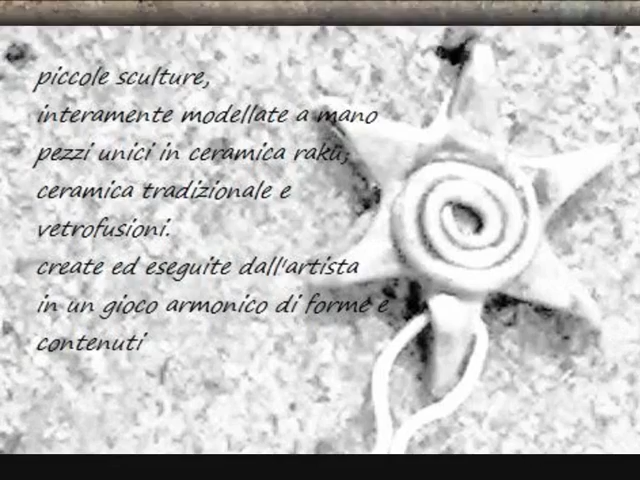 piccole sculture,
interamente modellate a mano
pezzi unici in ceramica rakù;
ceramica tradizionale e
vetrofusioni.
create ed eseguite dall'artista
in un gioco armonico di forme e
contenuti